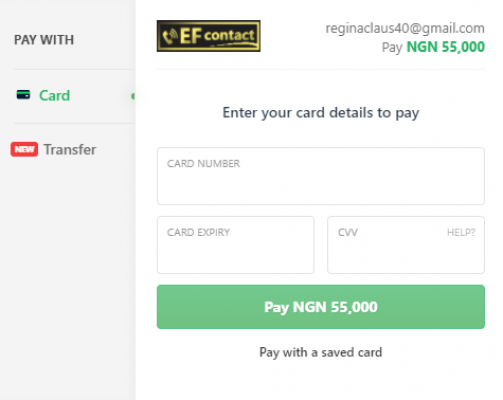 PAY WITH
Card
NEW Transfer
EF contact
reginaclaus40@gmail.com
Pay NGN 55,000
Enter your card details to pay
CARD NUMBER
CARD EXPIRY
CVV HELP?
Pay NGN 55,000
Pay with a saved card